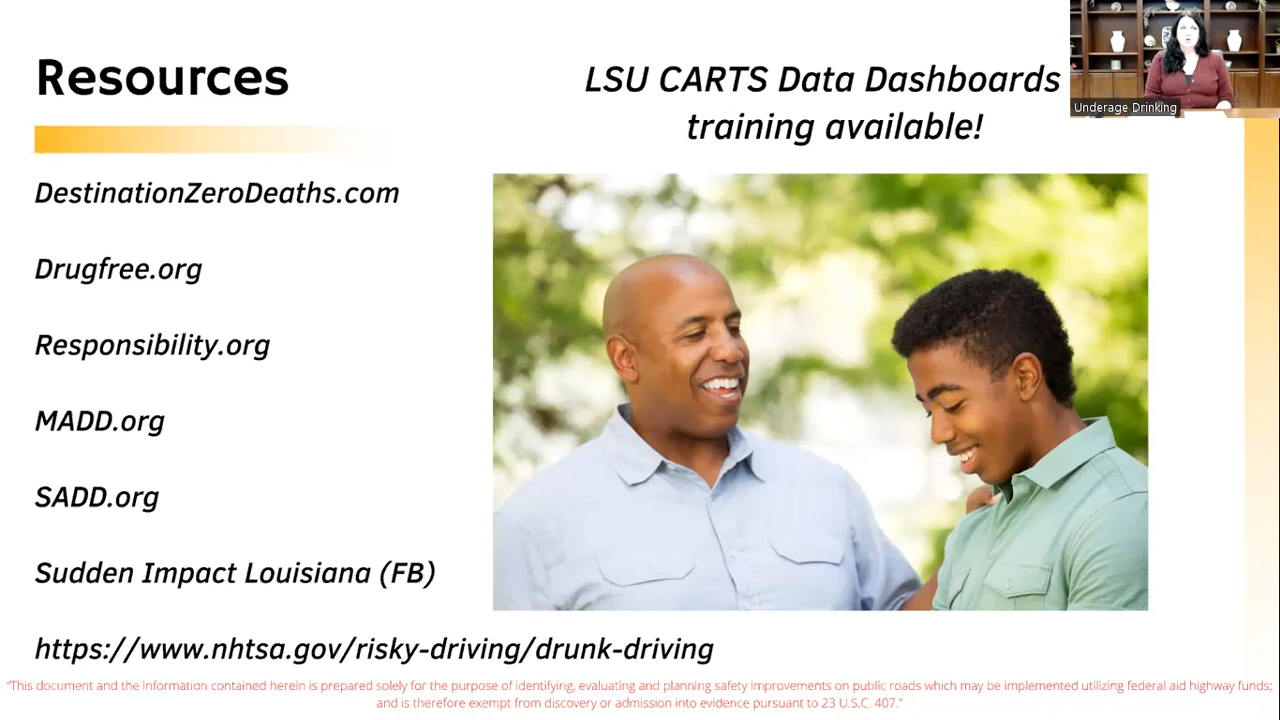 Resources
LSU CARTS Data Dashboards
training available!
Underage Drinking
DestinationZeroDeaths.com
Drugfree.org
Responsibility.org
MADD.org
SADD.org
Sudden Impact Louisiana (FB)
https://www.nhtsa.gov/risky-driving/drunk-driving
"This document and the information contained herein is prepared solely for the purpose of identifying, evaluating and planning safety improvements on public roads which may be implemented utilizing federal aid highway funds;
and is therefore exempt from discovery or admission into evidence pursuant to 23 U.S.C. 407."